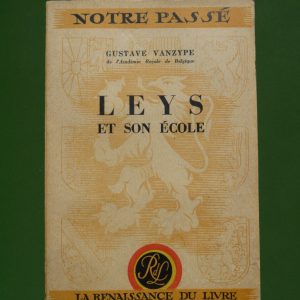 NOTRE PASSÉ
GUSTAVE VANZYPE
de l'Académie Royale de Belgique
LEYS
ET SON ÉCOLE
RL
LA RENAISSANCE DU LIVRE